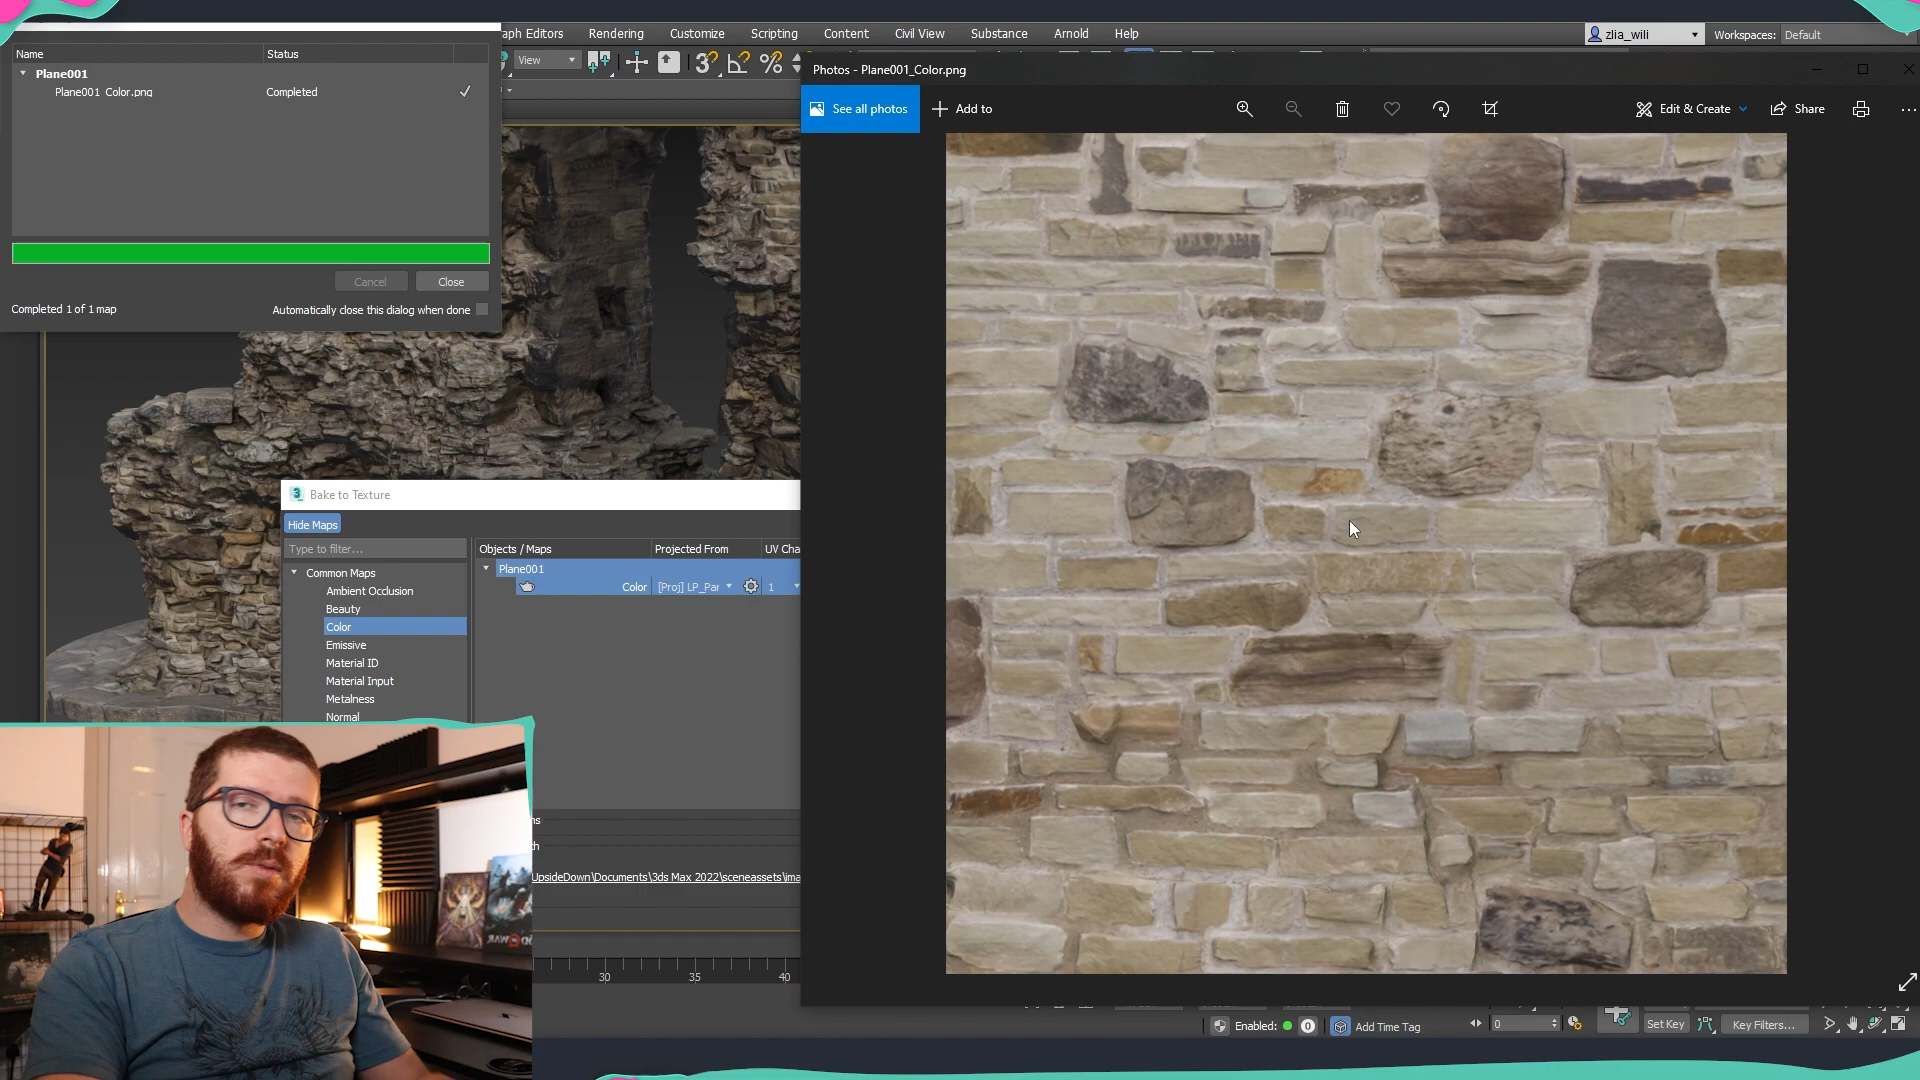 Name
Status
Plane001
Plane001 Color.png
Completed
Cancel
Close
Completed 1 of 1 map
Automatically close this dialog when done
aph Editors
Rendering
Customize
Scripting
Content
Civil View
Substance
Arnold
Help
zlia_wili
Workspaces:
Default
View
Photos - Plane001_Color.png
See all photos
Add to
Edit & Create
Share
Bake to Texture
Hide Maps
Type to filter...
Common Maps
Ambient Occlusion
Beauty
Color
Emissive
Material ID
Material Input
Metalness
Normal
Objects / Maps
Projected From
UV Cha
Plane001
Color
[Proj] LP_Par
1
ns
th
UpsideDown\Documents\3ds Max 2022\sceneassets\ima
30
35
40
Enabled:
0
Add Time Tag
0
Set Key
Key Filters...